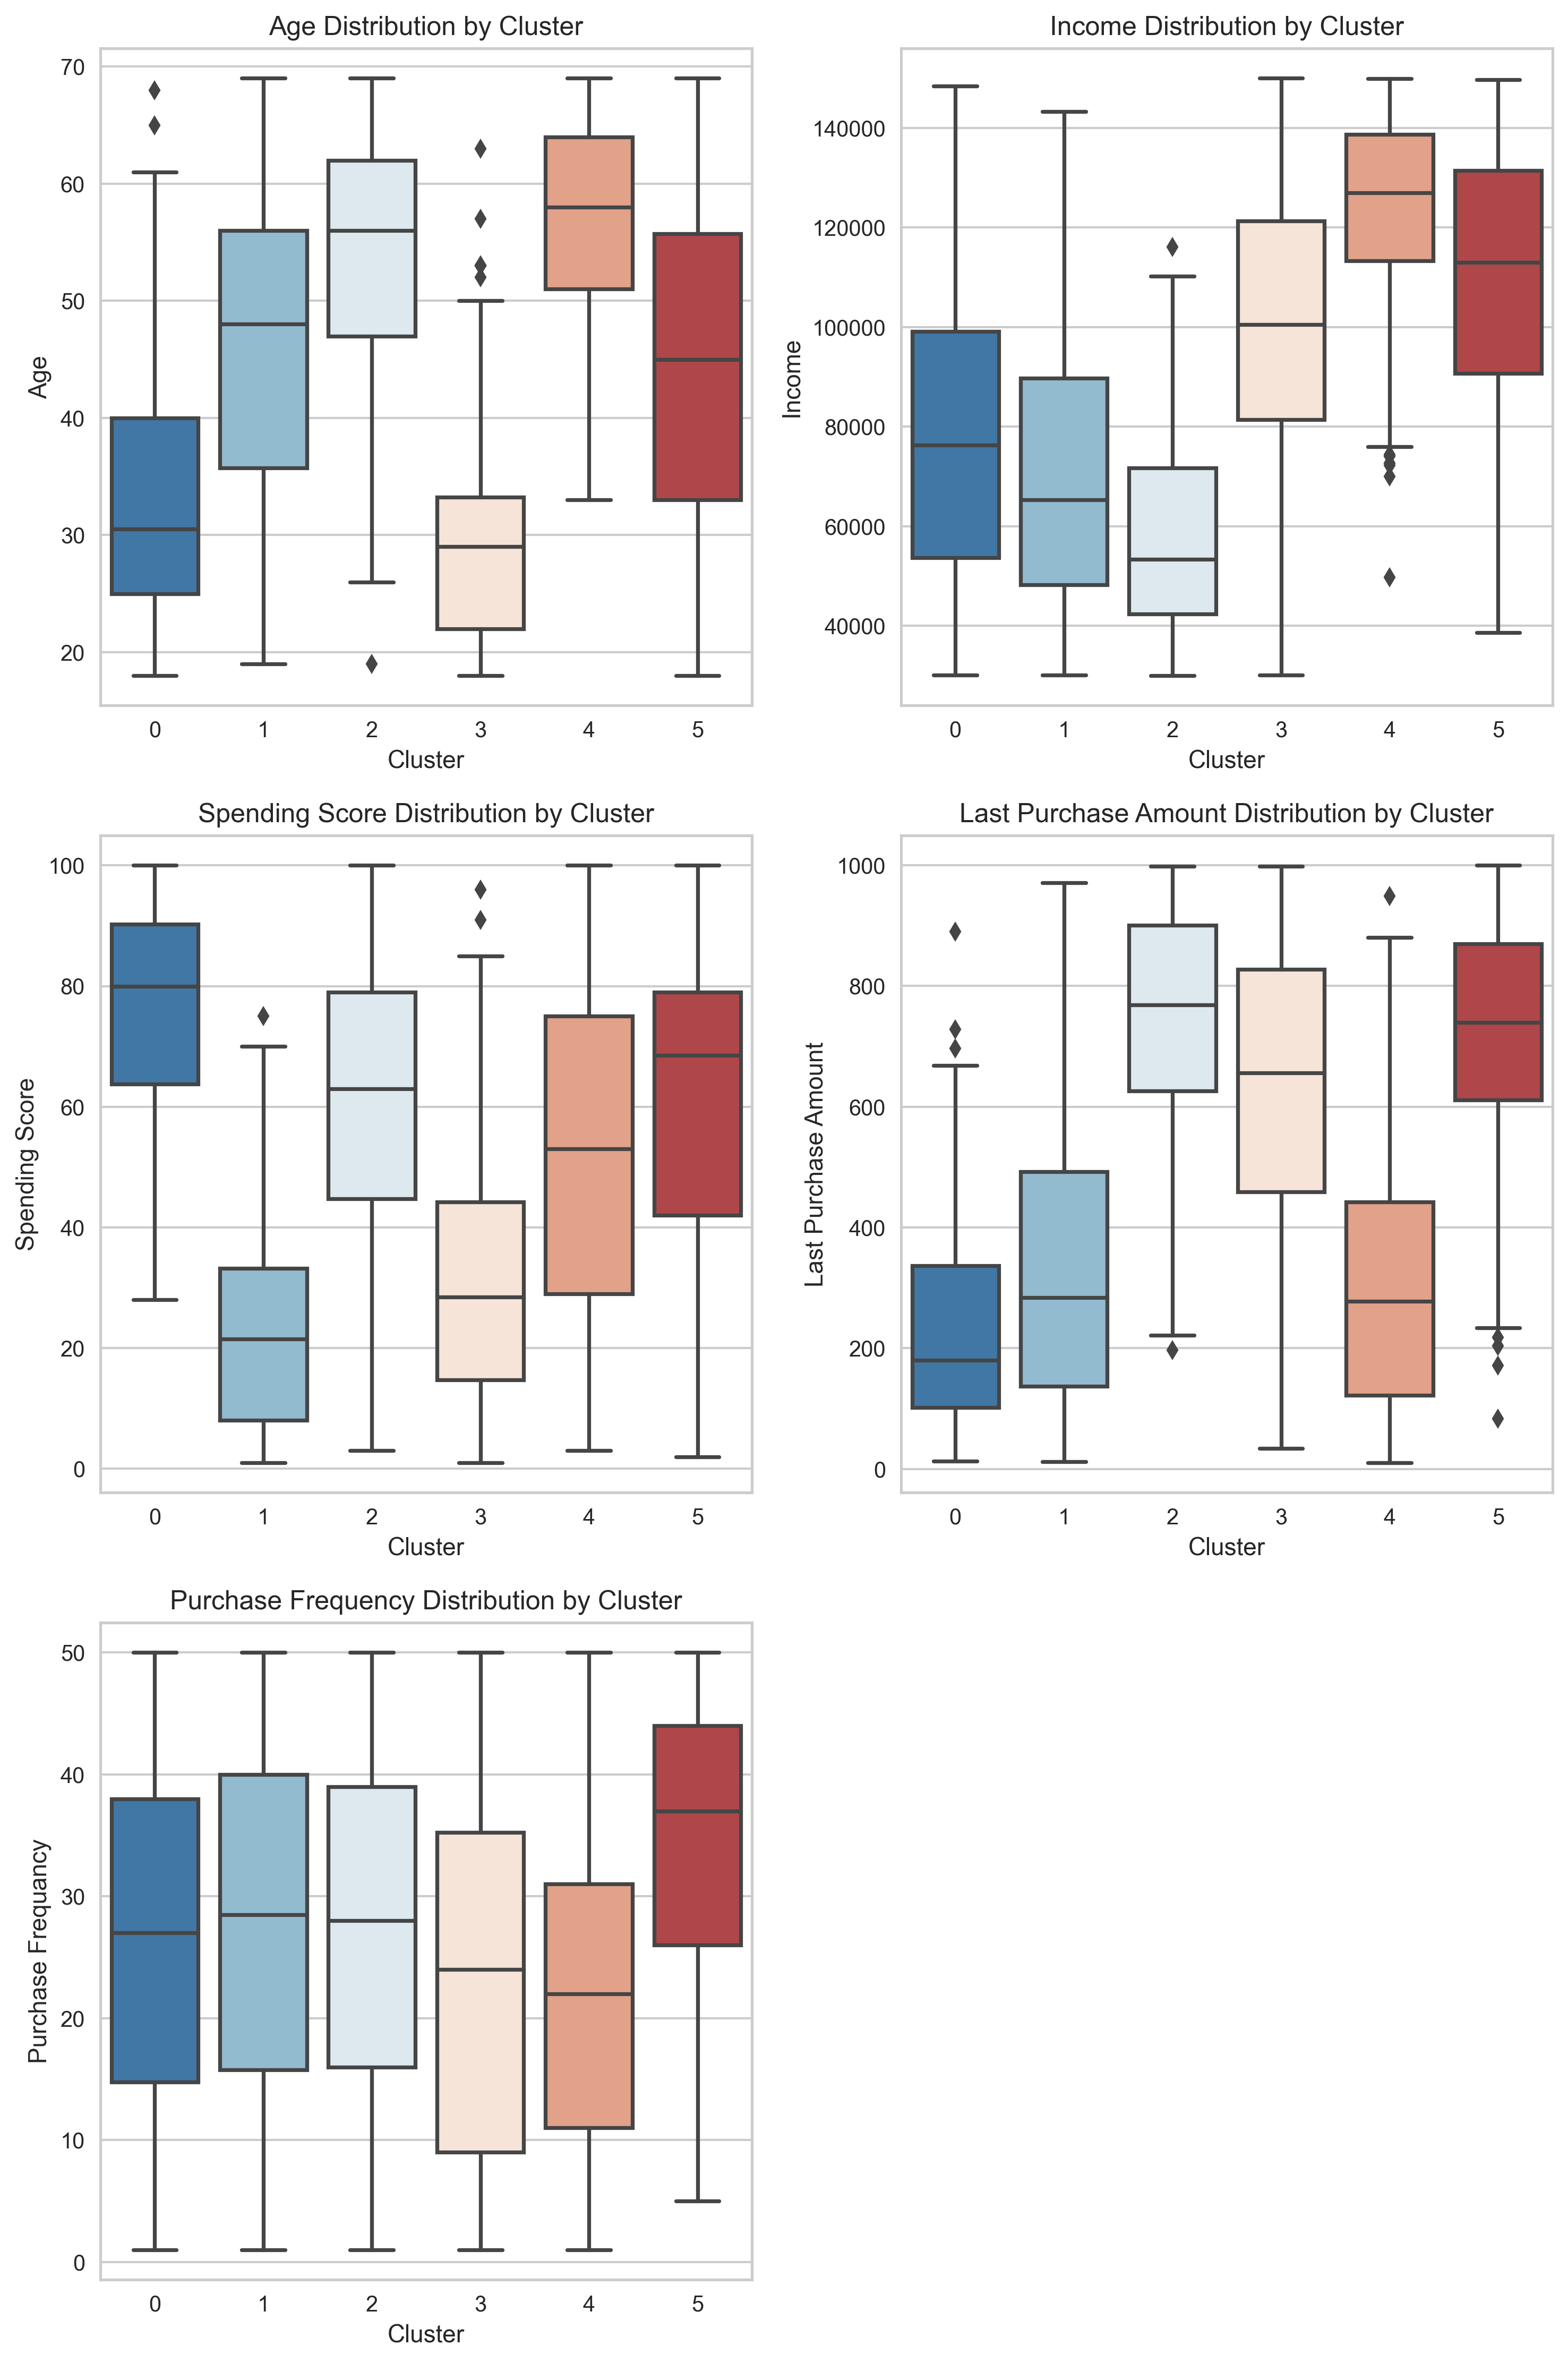 Age Distribution by Cluster
70
60
50
40
30
20
Age
0 1 2 3 4 5
Cluster
Income Distribution by Cluster
140000
120000
100000
80000
60000
40000
Income
0 1 2 3 4 5
Cluster
Spending Score Distribution by Cluster
100
80
60
40
20
0
Spending Score
0 1 2 3 4 5
Cluster
Last Purchase Amount Distribution by Cluster
1000
800
600
400
200
0
Last Purchase Amount
0 1 2 3 4 5
Cluster
Purchase Frequency Distribution by Cluster
50
40
30
20
10
0
Purchase Frequancy
0 1 2 3 4 5
Cluster